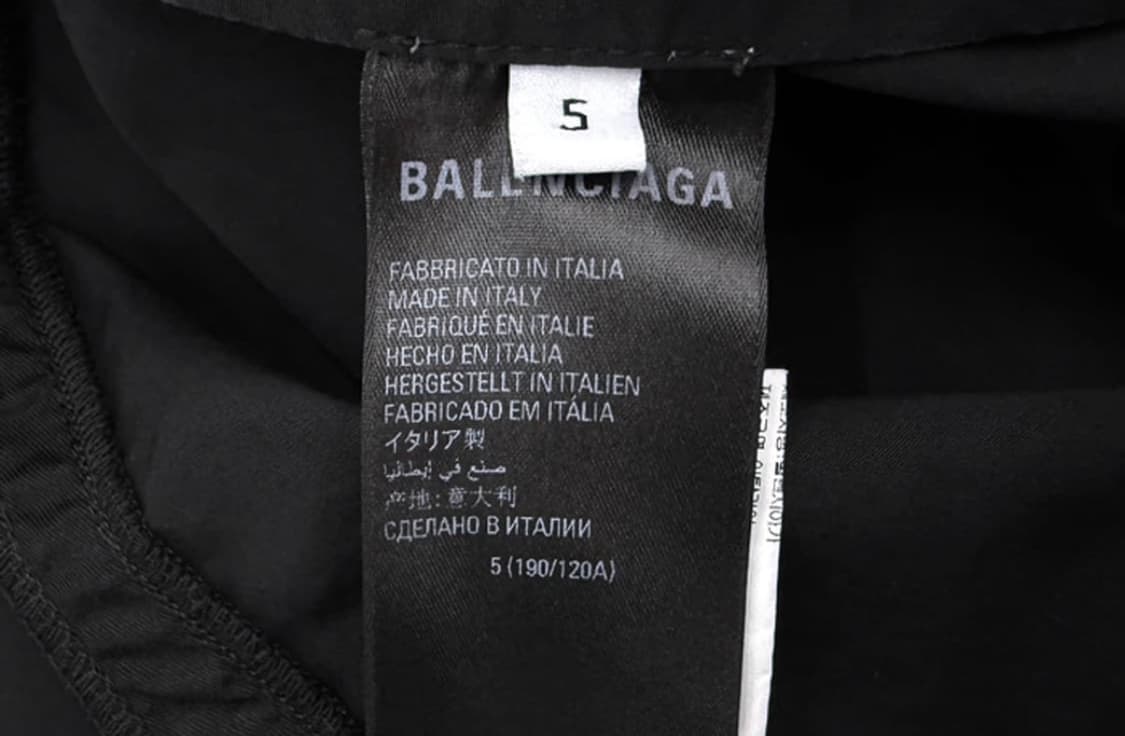 5
BALENCIAGA
FABBRICATO IN ITALIA
MADE IN ITALY
FABRIQUÉ EN ITALIE
HECHO EN ITALIA
HERGESTELLT IN ITALIEN
FABRICADO EM ITÁLIA
イタリア製
صنع في إيطاليا
产地:意大利
СДЕЛАНО В ИТАЛИИ
5 (190/120A)